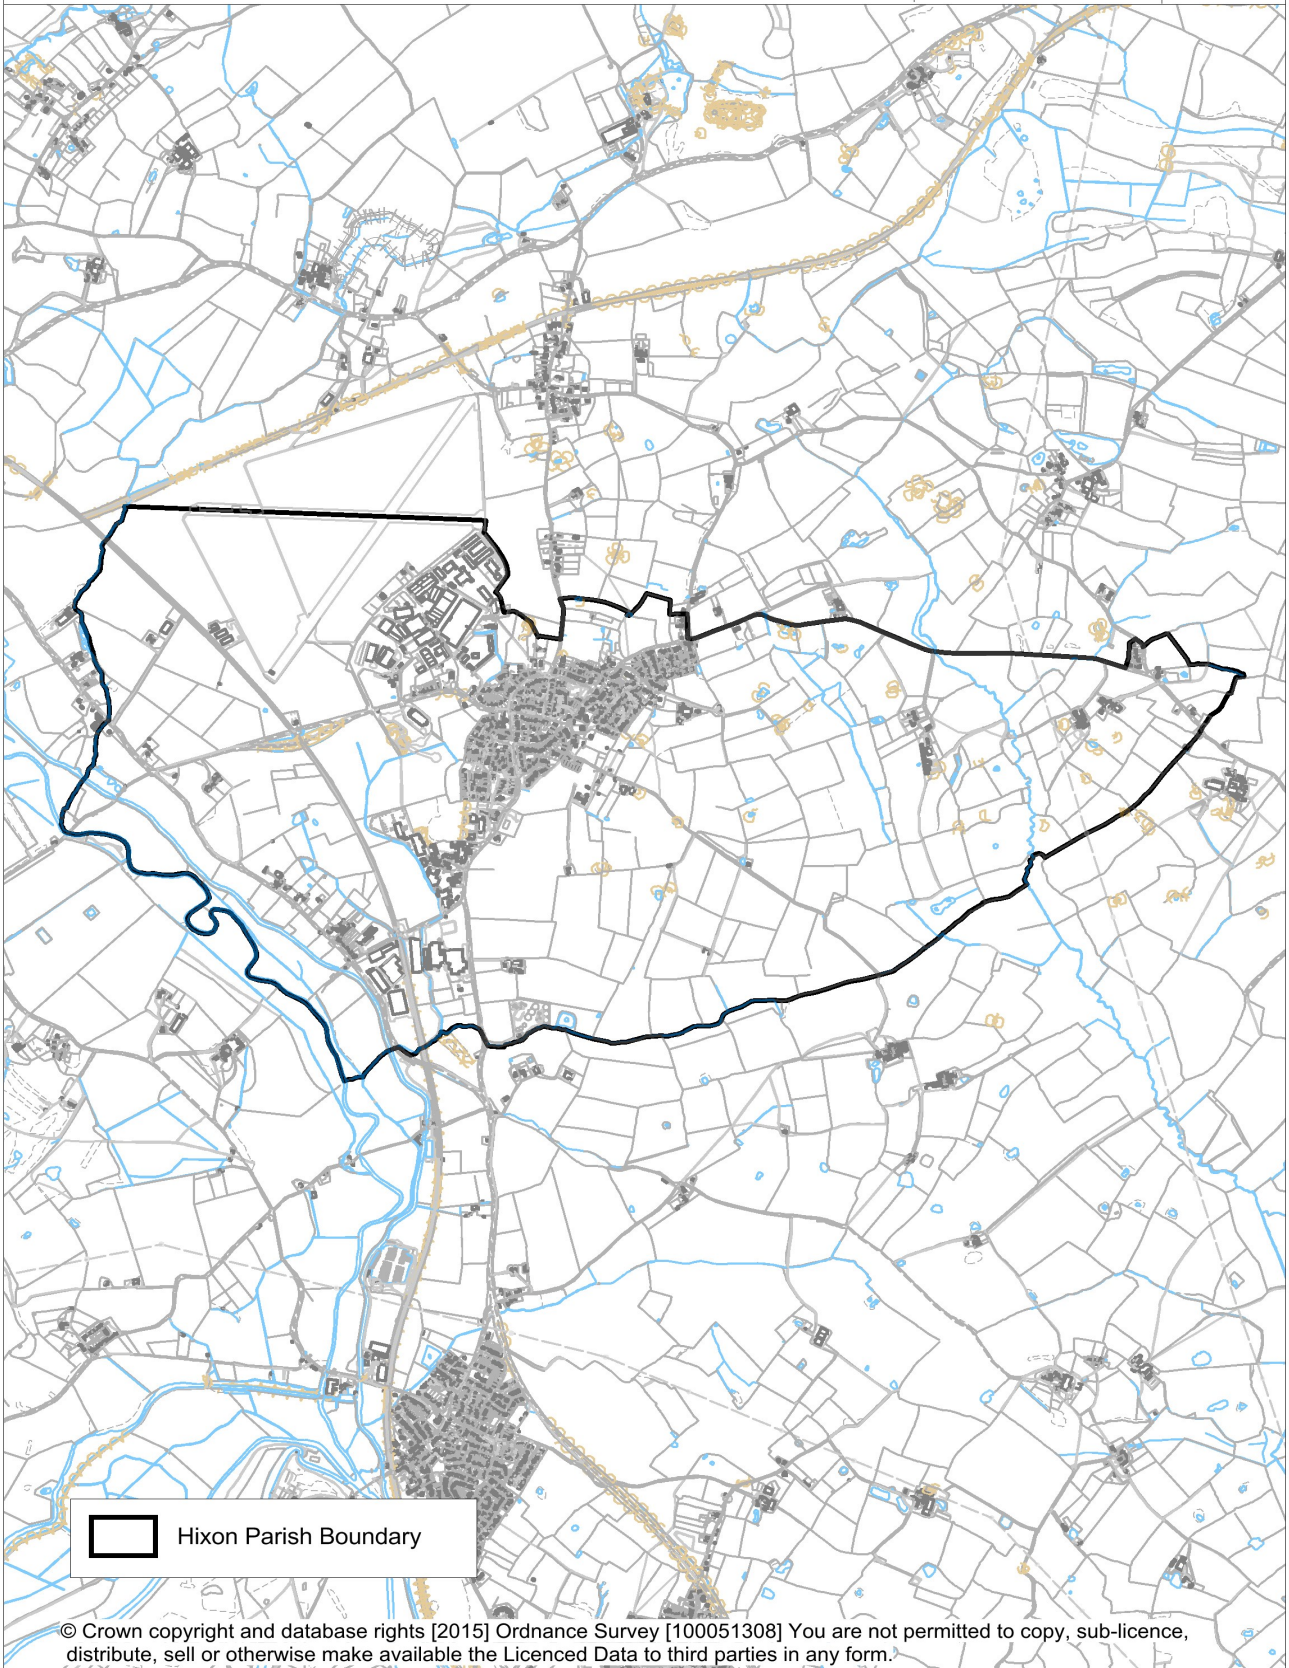 Hixon Parish Boundary
© Crown copyright and database rights [2015] Ordnance Survey [100051308] You are not permitted to copy, sub-licence,
distribute, sell or otherwise make available the Licenced Data to third parties in any form.